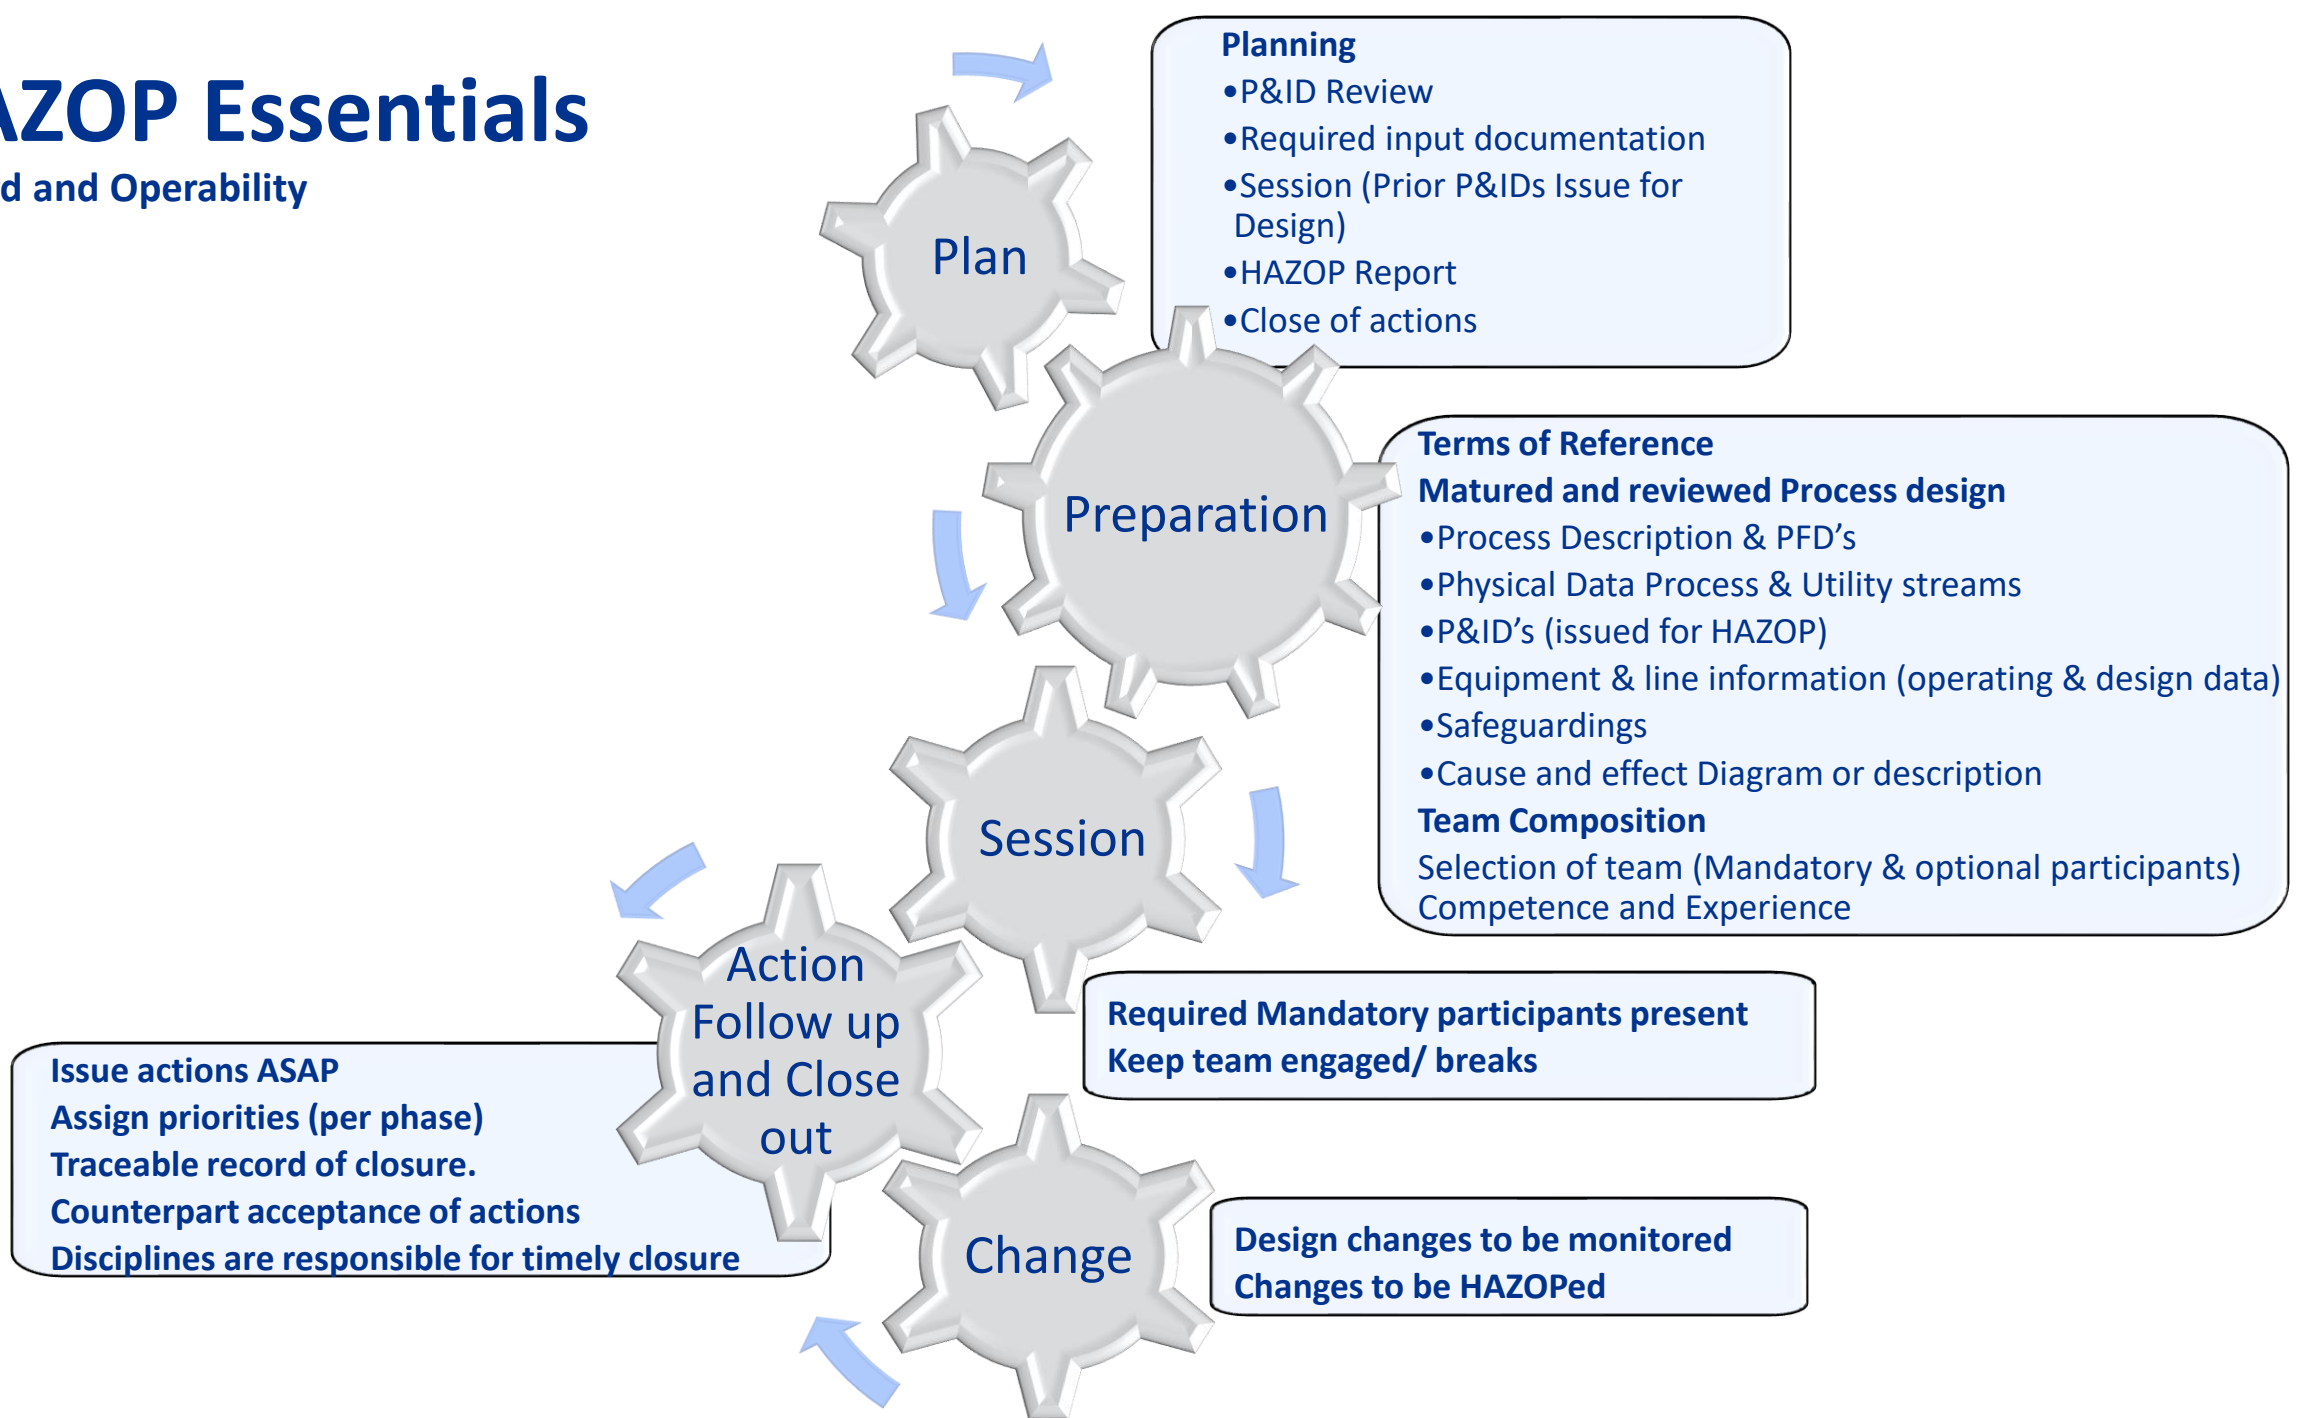 AZOP Essentials
d and Operability
Plan
Planning
•P&ID Review
•Required input documentation
•Session (Prior P&IDs Issue for
Design)
•HAZOP Report
•Close of actions
Preparation
Terms of Reference
Matured and reviewed Process design
•Process Description & PFD’s
•Physical Data Process & Utility streams
•P&ID’s (issued for HAZOP)
•Equipment & line information (operating & design data)
•Safeguardings
•Cause and effect Diagram or description
Team Composition
Selection of team (Mandatory & optional participants)
Competence and Experience
Session
Required Mandatory participants present
Keep team engaged/ breaks
Action
Follow up
and Close
out
Issue actions ASAP
Assign priorities (per phase)
Traceable record of closure.
Counterpart acceptance of actions
Disciplines are responsible for timely closure
Change
Design changes to be monitored
Changes to be HAZOPed